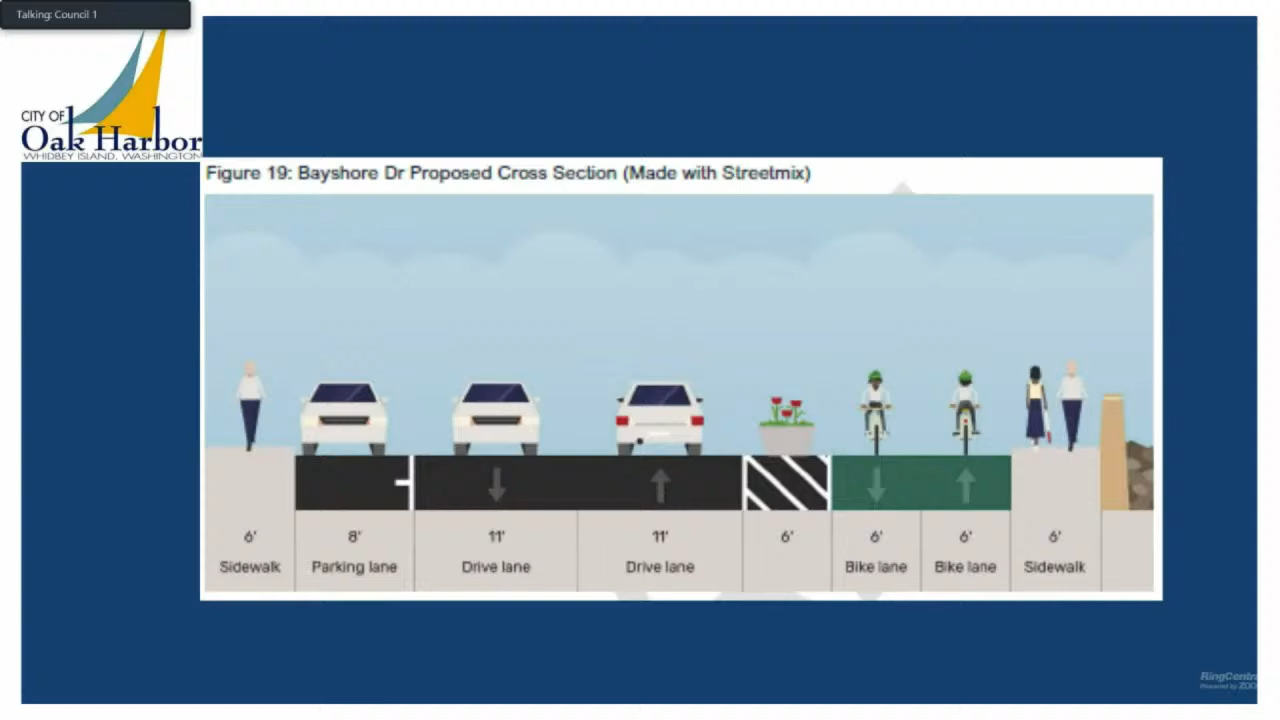 Talking: Council 1
CITY OF
Oak Harbor
WHIDBEY ISLAND, WASHINGTON
Figure 19: Bayshore Dr Proposed Cross Section (Made with Streetmix)
6' 8' 11' 11' 6' 6' 6' 6'
Sidewalk Parking lane Drive lane Drive lane Bike lane Bike lane Sidewalk
Powered by